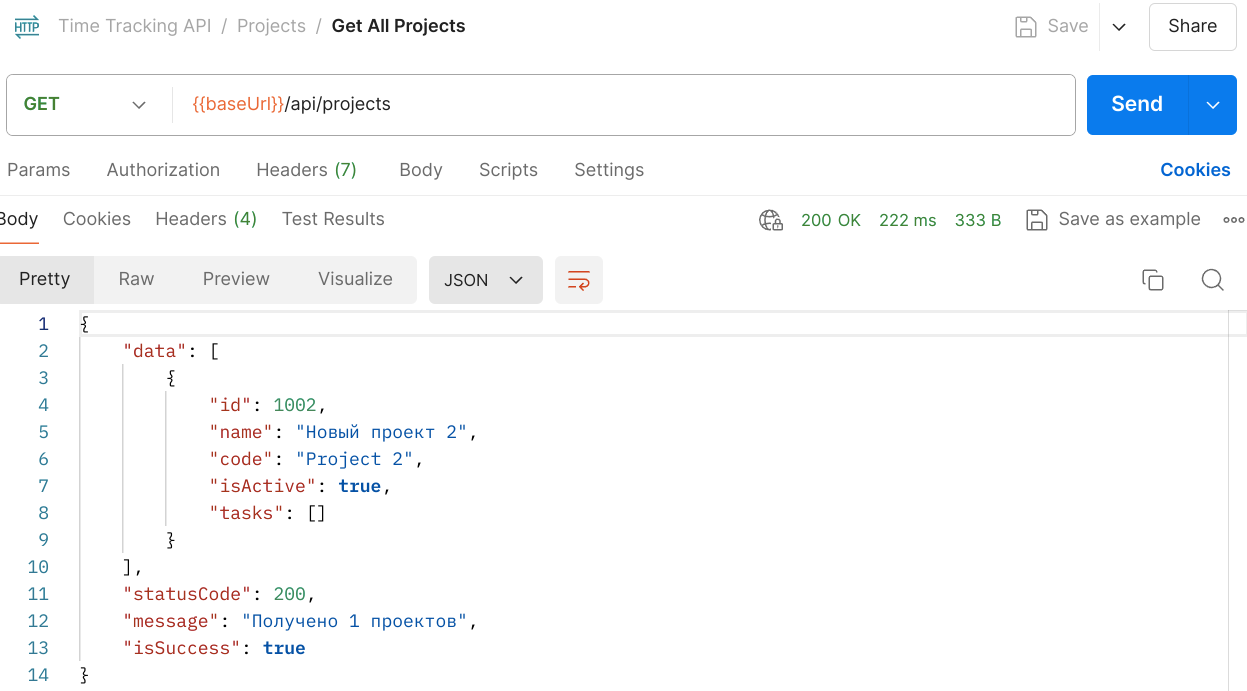 HTTP Time Tracking API / Projects / Get All Projects Save Share
GET {{baseUrl}}/api/projects Send
Params Authorization Headers (7) Body Scripts Settings Cookies
Body Cookies Headers (4) Test Results 200 OK 222 ms 333 B Save as example
Pretty Raw Preview Visualize JSON
1 {
2 "data": [
3 {
4 "id": 1002,
5 "name": "Новый проект 2",
6 "code": "Project 2",
7 "isActive": true,
8 "tasks": []
9 }
10 ],
11 "statusCode": 200,
12 "message": "Получено 1 проектов",
13 "isSuccess": true
14 }